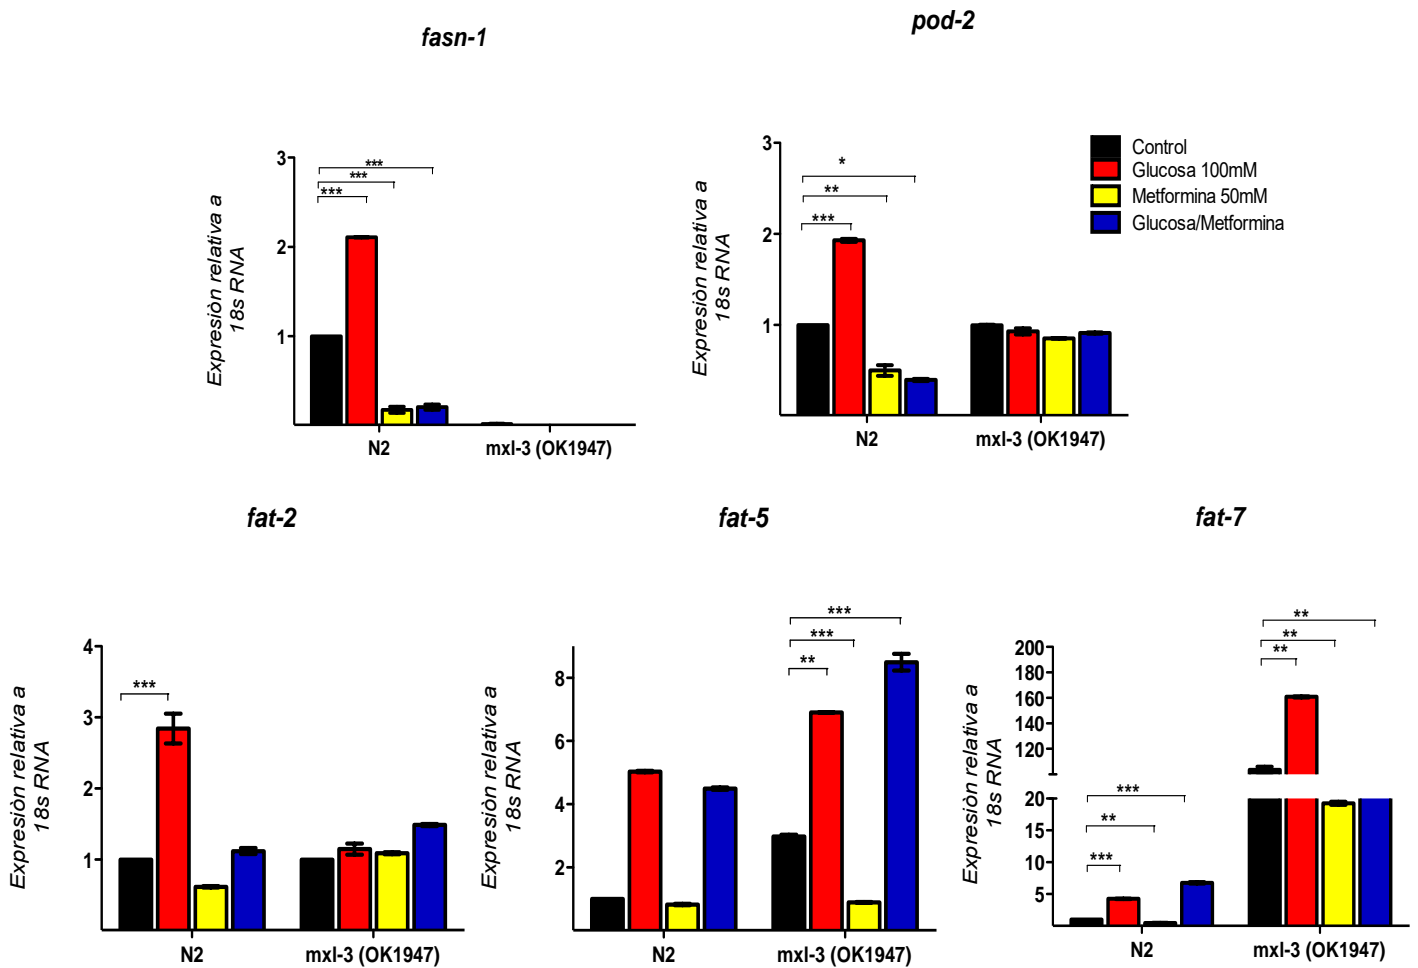 fasn-1
pod-2
Expresiòn relativa a
18s RNA
3
2
1
***
***
***
N2
mxl-3 (OK1947)
Expresiòn relativa a
18s RNA
3
2
1
*
**
***
N2
mxl-3 (OK1947)
Control
Glucosa 100mM
Metformina 50mM
Glucosa/Metformina
fat-2
fat-5
fat-7
Expresiòn relativa a
18s RNA
4
3
2
1
***
N2
mxl-3 (OK1947)
Expresiòn relativa a
18s RNA
8
6
4
2
***
***
**
N2
mxl-3 (OK1947)
Expresiòn relativa a
18s RNA
200
180
160
140
120
20
15
10
5
***
**
***
**
**
**
N2
mxl-3 (OK1947)